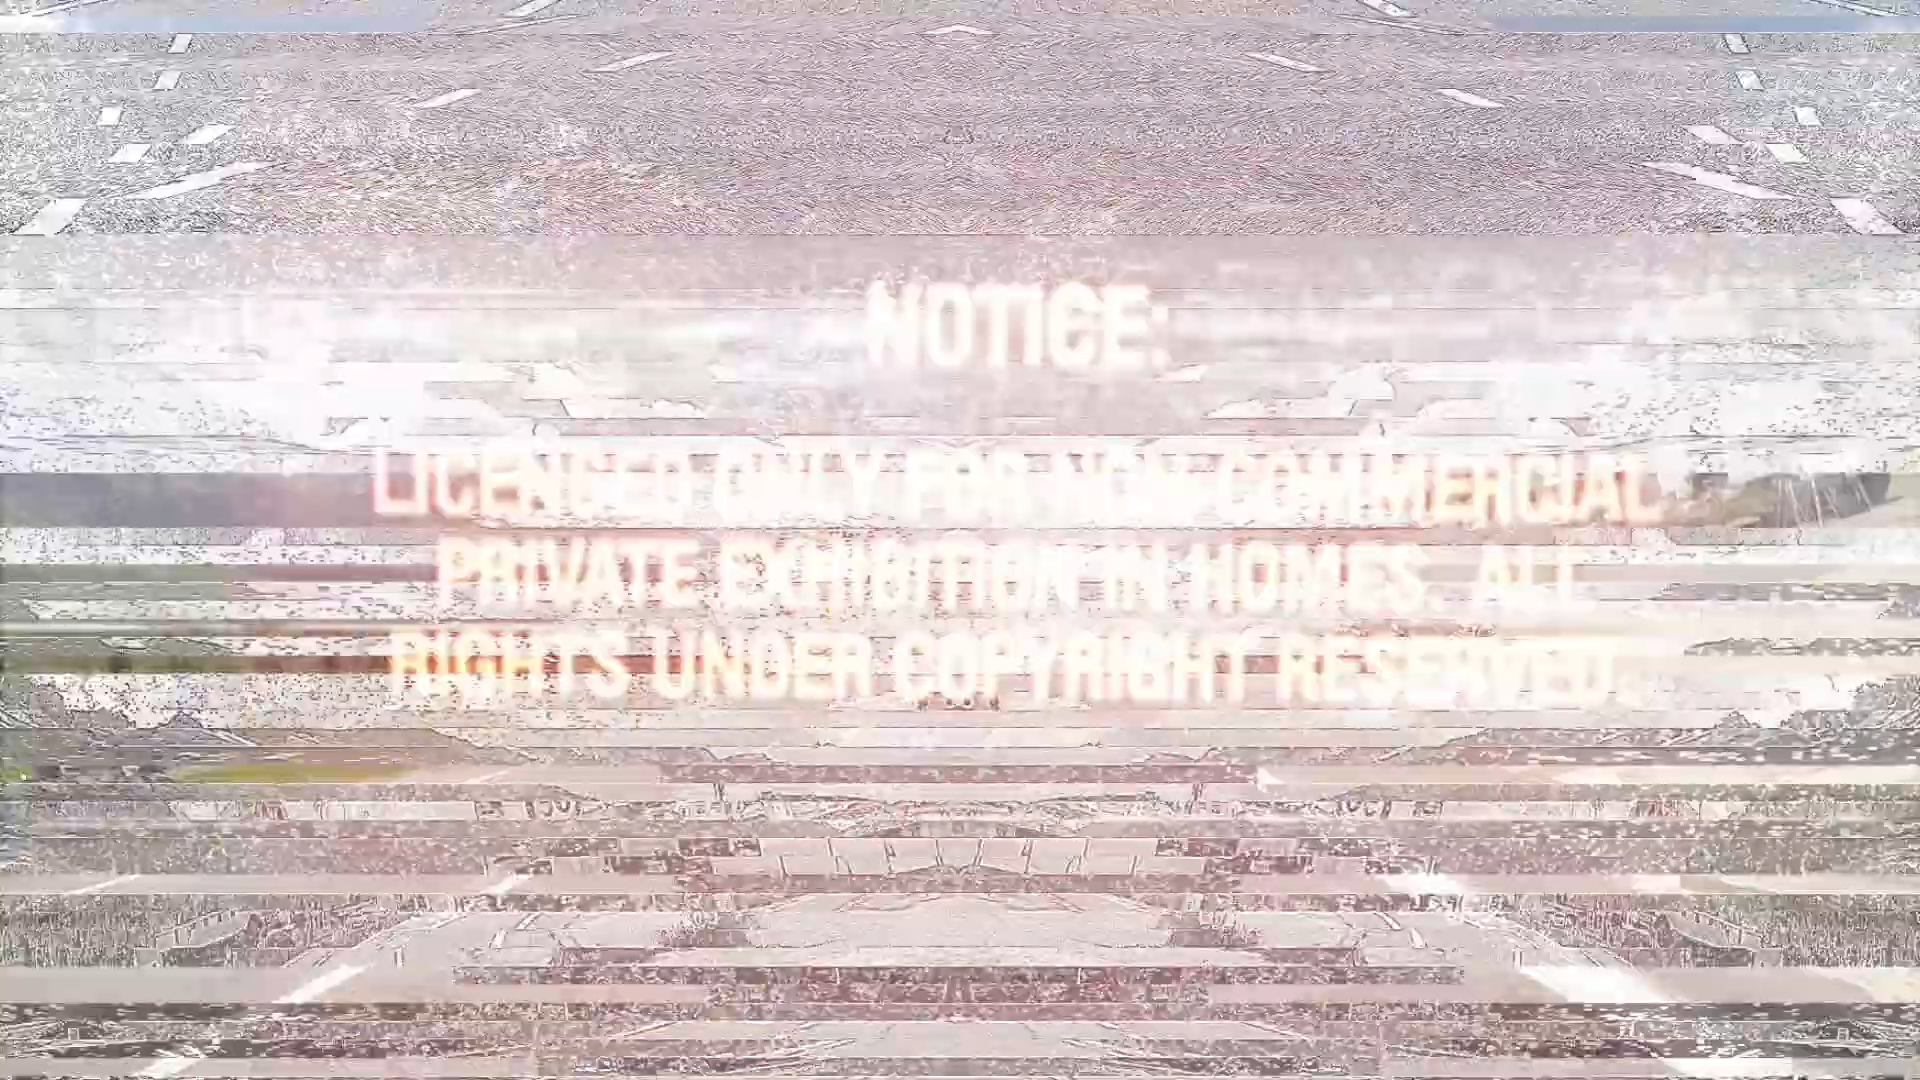 NOTICE:
LICENSED ONLY FOR NON-COMMERCIAL
PRIVATE EXHIBITION IN HOMES. ALL
RIGHTS UNDER COPYRIGHT RESERVED.